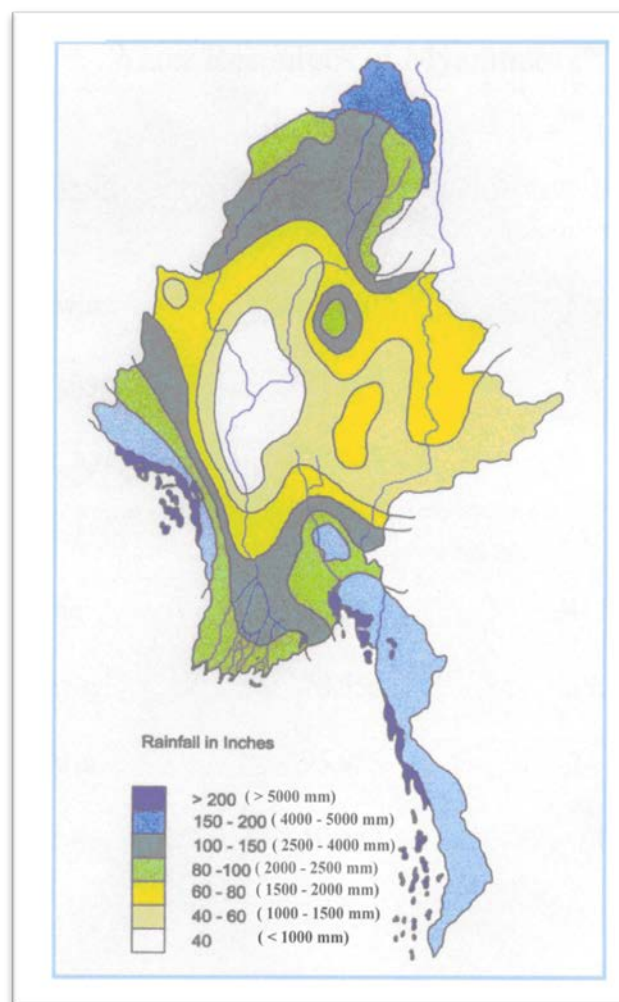 Rainfall in Inches
> 200 ( > 5000 mm)
150 - 200 ( 4000 - 5000 mm)
100 - 150 (2500 - 4000 mm)
80 -100 (2000 - 2500 mm)
60 - 80 (1500 - 2000 mm)
40 - 60 (1000 - 1500 mm)
40 (< 1000 mm)